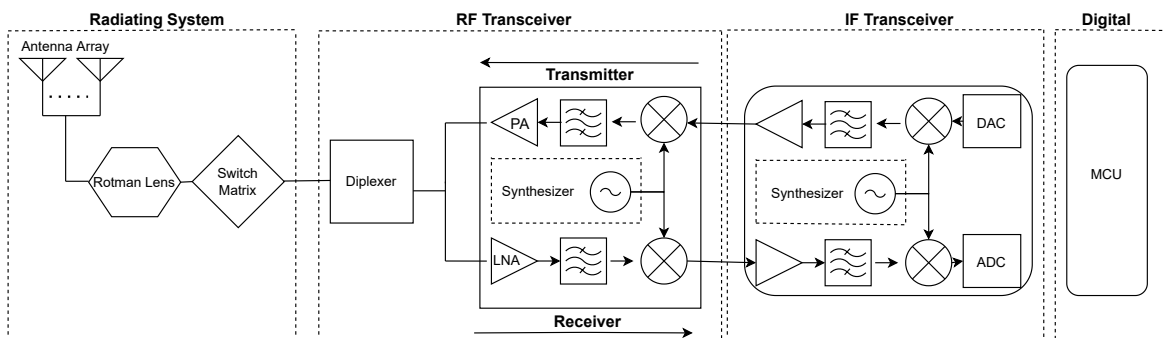 Radiating System
RF Transceiver
IF Transceiver
Digital
Antenna Array
Transmitter
PA
DAC
Rotman Lens
Switch
Matrix
Diplexer
Synthesizer
Synthesizer
MCU
LNA
ADC
Receiver